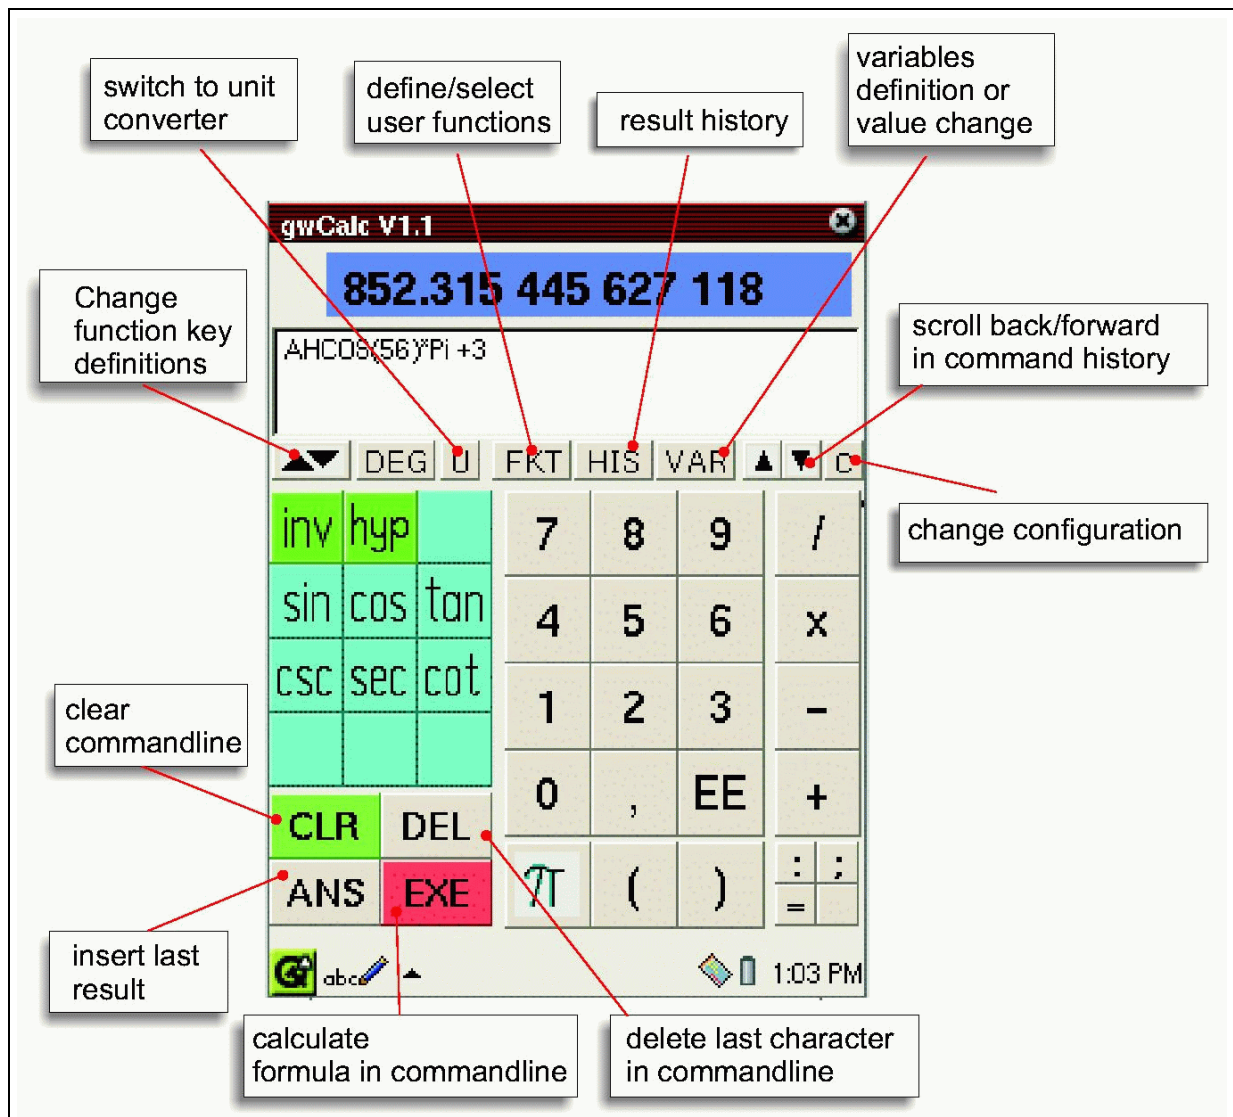 variables
definition or
value change
switch to unit
converter
define/select
user functions
result history
gwCalc V1.1
852.315 445 627 118
Change
function key
definitions
AHCOS(56)*Pi +3
scroll back/forward
in command history
DEG U FKT HIS VAR C
change configuration
inv hyp 7 8 9 /
sin cos tan 4 5 6 x
csc sec cot 1 2 3 -
clear
commandline
0 , EE +
CLR DEL
ANS EXE π ( ) : ; =
insert last
result
abc 1:03 PM
calculate
formula in commandline
delete last character
in commandline